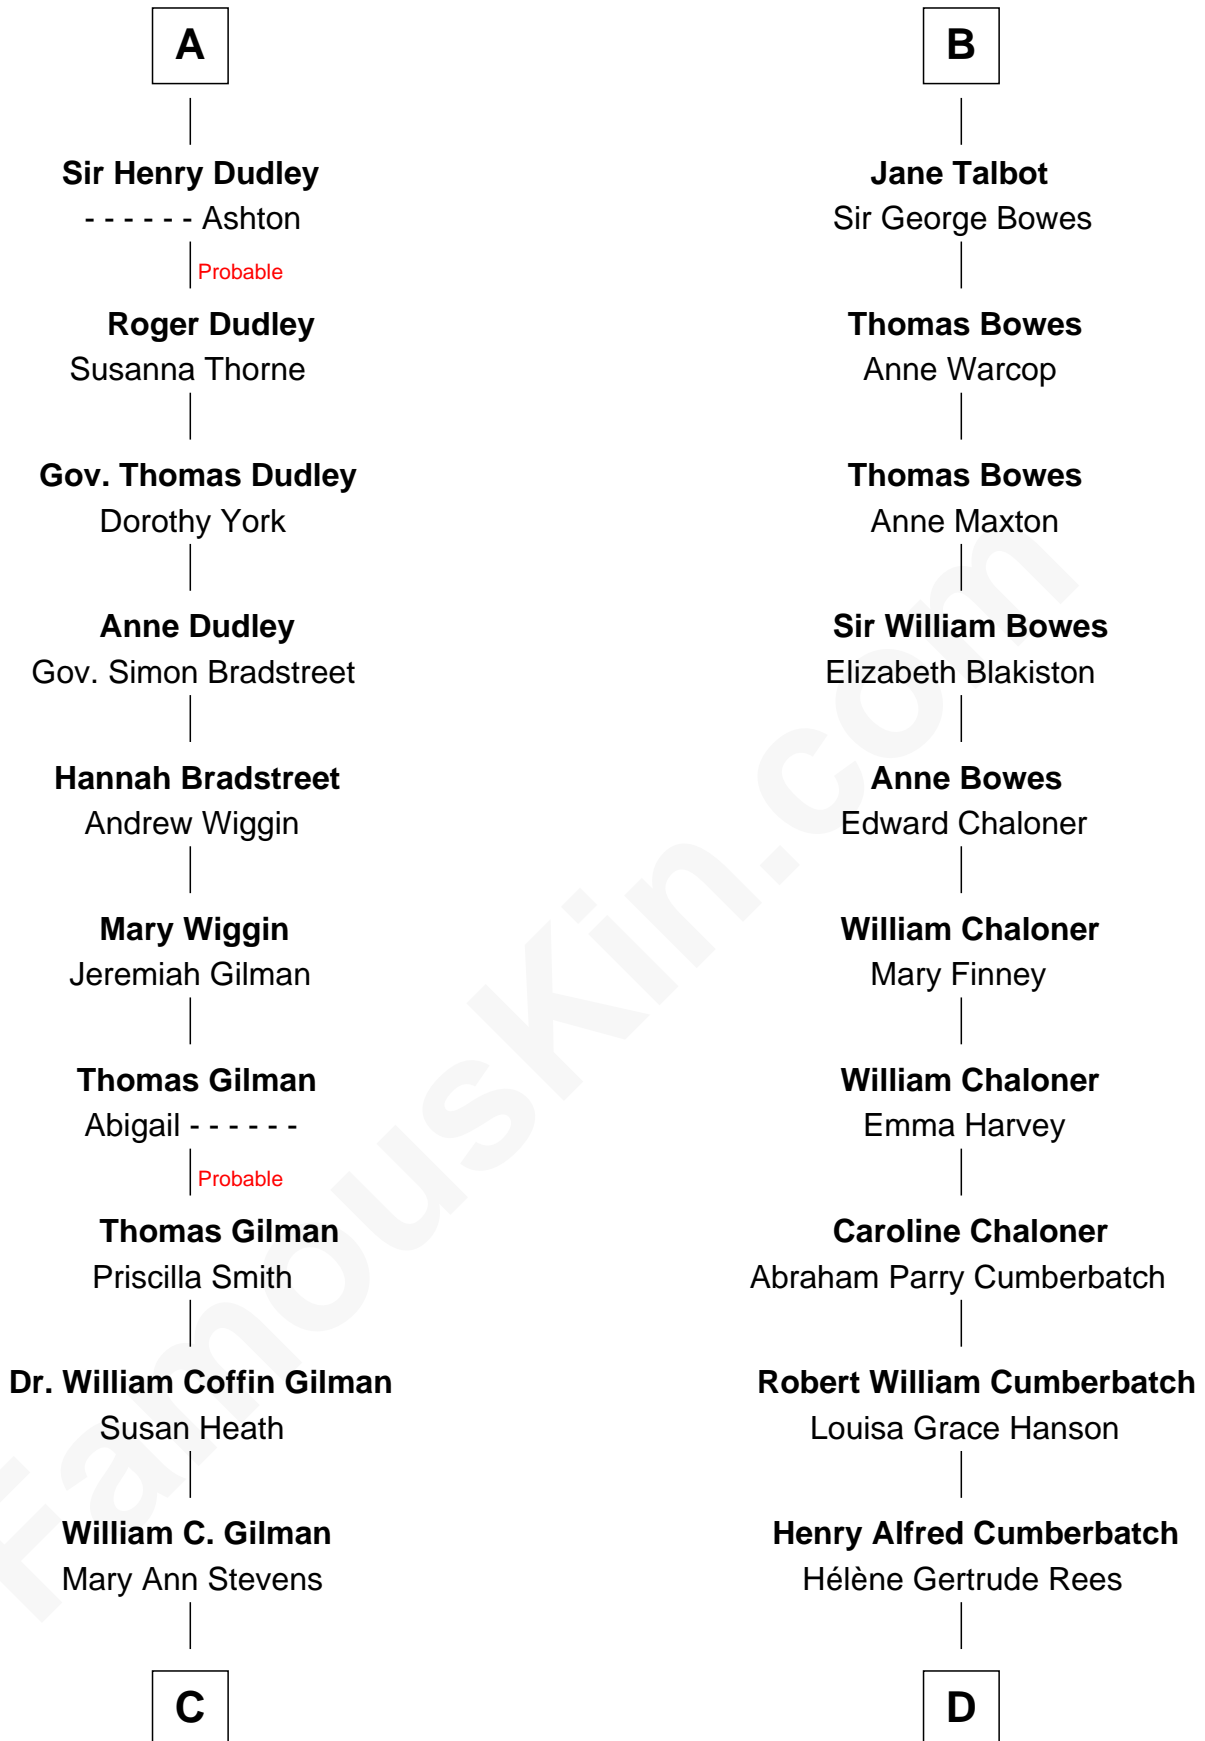 A
Sir Henry Dudley
- - - - - - Ashton
Probable
Roger Dudley
Susanna Thorne
Gov. Thomas Dudley
Dorothy York
Anne Dudley
Gov. Simon Bradstreet
Hannah Bradstreet
Andrew Wiggin
Mary Wiggin
Jeremiah Gilman
Thomas Gilman
Abigail - - - - - -
Probable
Thomas Gilman
Priscilla Smith
Dr. William Coffin Gilman
Susan Heath
William C. Gilman
Mary Ann Stevens
C
B
Jane Talbot
Sir George Bowes
Thomas Bowes
Anne Warcop
Thomas Bowes
Anne Maxton
Sir William Bowes
Elizabeth Blakiston
Anne Bowes
Edward Chaloner
William Chaloner
Mary Finney
William Chaloner
Emma Harvey
Caroline Chaloner
Abraham Parry Cumberbatch
Robert William Cumberbatch
Louisa Grace Hanson
Henry Alfred Cumberbatch
Hélène Gertrude Rees
D
FamousKin.com